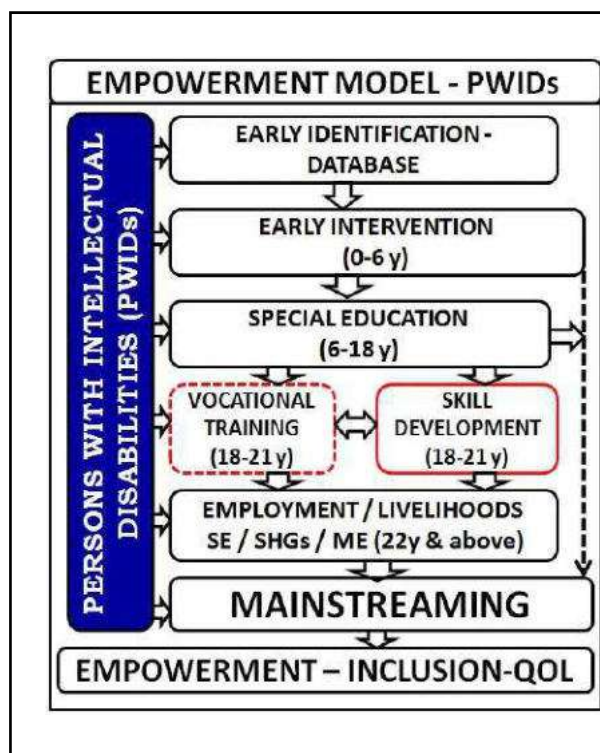 EMPOWERMENT MODEL - PWIDs
PERSONS WITH INTELLECTUAL
DISABILITIES (PWIDs)
EARLY IDENTIFICATION -
DATABASE
EARLY INTERVENTION
(0-6 y)
SPECIAL EDUCATION
(6-18 y)
VOCATIONAL
TRAINING
(18-21 y)
SKILL
DEVELOPMENT
(18-21 y)
EMPLOYMENT / LIVELIHOODS
SE / SHGs / ME (22y & above)
MAINSTREAMING
EMPOWERMENT – INCLUSION-QOL